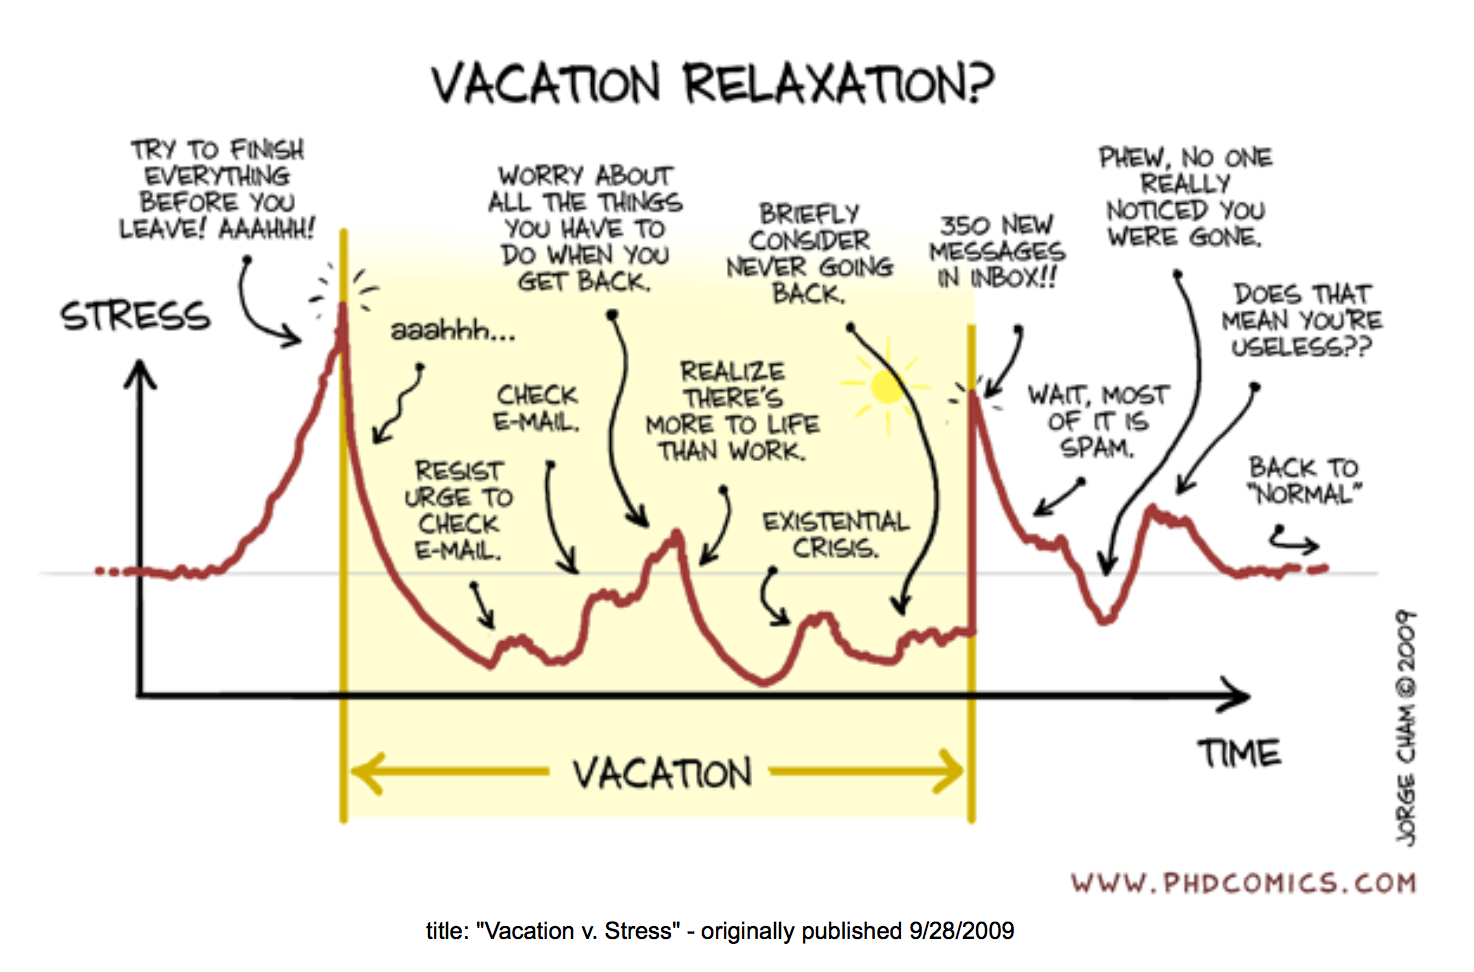 VACATION RELAXATION?
TRY TO FINISH
EVERYTHING
BEFORE YOU
LEAVE! AAAHHH!
STRESS
aaahhh...
RESIST
URGE TO
CHECK
E-MAIL.
CHECK
E-MAIL.
WORRY ABOUT
ALL THE THINGS
YOU HAVE TO
DO WHEN YOU
GET BACK.
REALIZE
THERE'S
MORE TO LIFE
THAN WORK.
EXISTENTIAL
CRISIS.
BRIEFLY
CONSIDER
NEVER GOING
BACK.
350 NEW
MESSAGES
IN INBOX!!
WAIT, MOST
OF IT IS
SPAM.
PHEW, NO ONE
REALLY
NOTICED YOU
WERE GONE.
DOES THAT
MEAN YOU'RE
USELESS??
BACK TO
"NORMAL"
TIME
VACATION
JORGE CHAM © 2009
WWW.PHDCOMICS.COM
title: "Vacation v. Stress" - originally published 9/28/2009